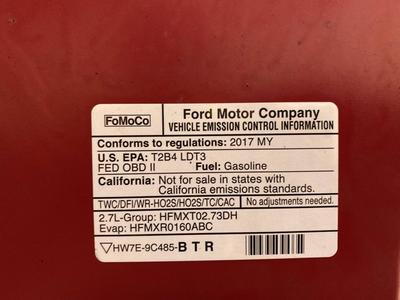 FoMoCo
Ford Motor Company
VEHICLE EMISSION CONTROL INFORMATION
Conforms to regulations: 2017 MY
U.S. EPA: T2B4 LDT3
FED OBD II Fuel: Gasoline
California: Not for sale in states with
California emissions standards.
TWC/DFI/WR-HO2S/HO2S/TC/CAC No adjustments needed.
2.7L-Group: HFMXT02.73DH
Evap: HFMXR0160ABC
HW7E-9C485-BTR